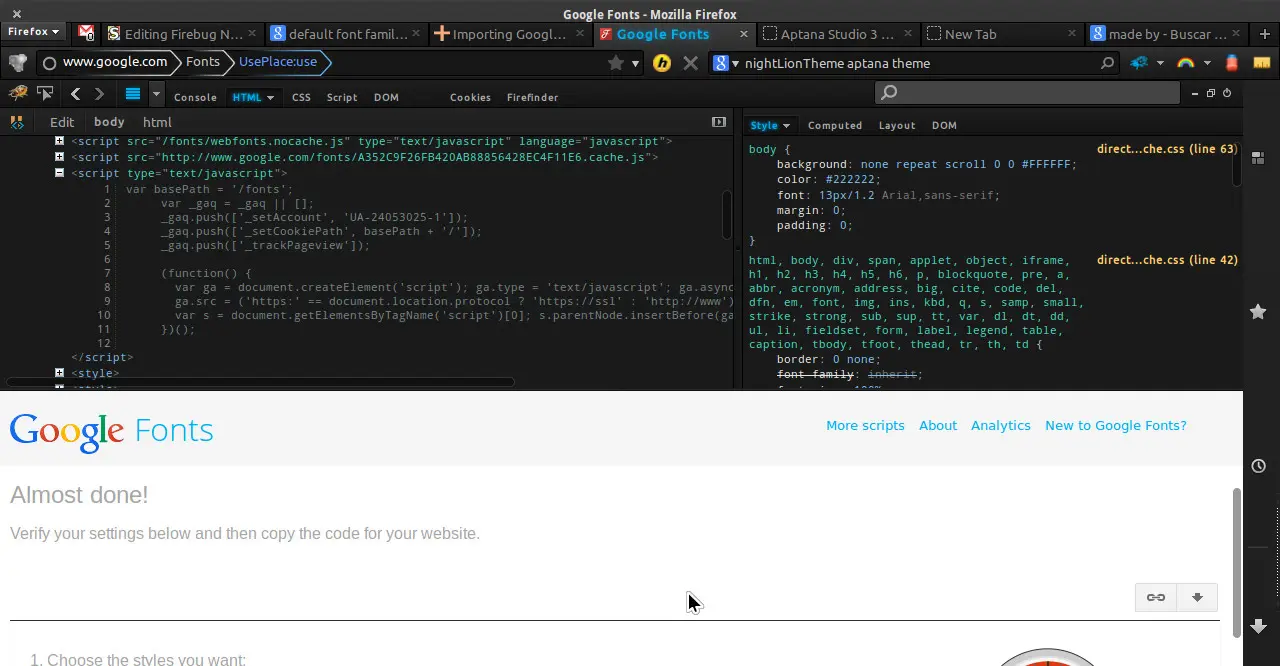 Google Fonts - Mozilla Firefox
Firefox
Editing Firebug N...
default font famil...
Importing Googl...
Google Fonts
Aptana Studio 3 ...
New Tab
made by - Buscar ...
www.google.com
Fonts
UsePlace:use
nightLionTheme aptana theme
Console HTML CSS Script DOM Cookies Firefinder
Edit body html
<script src="/fonts/webfonts.nocache.js" type="text/javascript" language="javascript">
<script src="http://www.google.com/fonts/A352C9F26FB420AB88856428EC4F11E6.cache.js">
<script type="text/javascript">
1 var basePath = '/fonts';
2 var _gaq = _gaq || [];
3 _gaq.push(['_setAccount', 'UA-24053025-1']);
4 _gaq.push(['_setCookiePath', basePath + '/']);
5 _gaq.push(['_trackPageview']);
6
7 (function() {
8 var ga = document.createElement('script'); ga.type = 'text/javascript'; ga.async
9 ga.src = ('https:' == document.location.protocol ? 'https://ssl' : 'http://www')
10 var s = document.getElementsByTagName('script')[0]; s.parentNode.insertBefore(ga
11 })();
12
</script>
<style>
Style Computed Layout DOM
body { direct...che.css (line 63)
background: none repeat scroll 0 0 #FFFFFF;
color: #222222;
font: 13px/1.2 Arial,sans-serif;
margin: 0;
padding: 0;
}
html, body, div, span, applet, object, iframe, direct...che.css (line 42)
h1, h2, h3, h4, h5, h6, p, blockquote, pre, a,
abbr, acronym, address, big, cite, code, del,
dfn, em, font, img, ins, kbd, q, s, samp, small,
strike, strong, sub, sup, tt, var, dl, dt, dd,
ul, li, fieldset, form, label, legend, table,
caption, tbody, tfoot, thead, tr, th, td {
border: 0 none;
font-family: inherit;
Google Fonts
More scripts About Analytics New to Google Fonts?
Almost done!
Verify your settings below and then copy the code for your website.
1. Choose the styles you want: